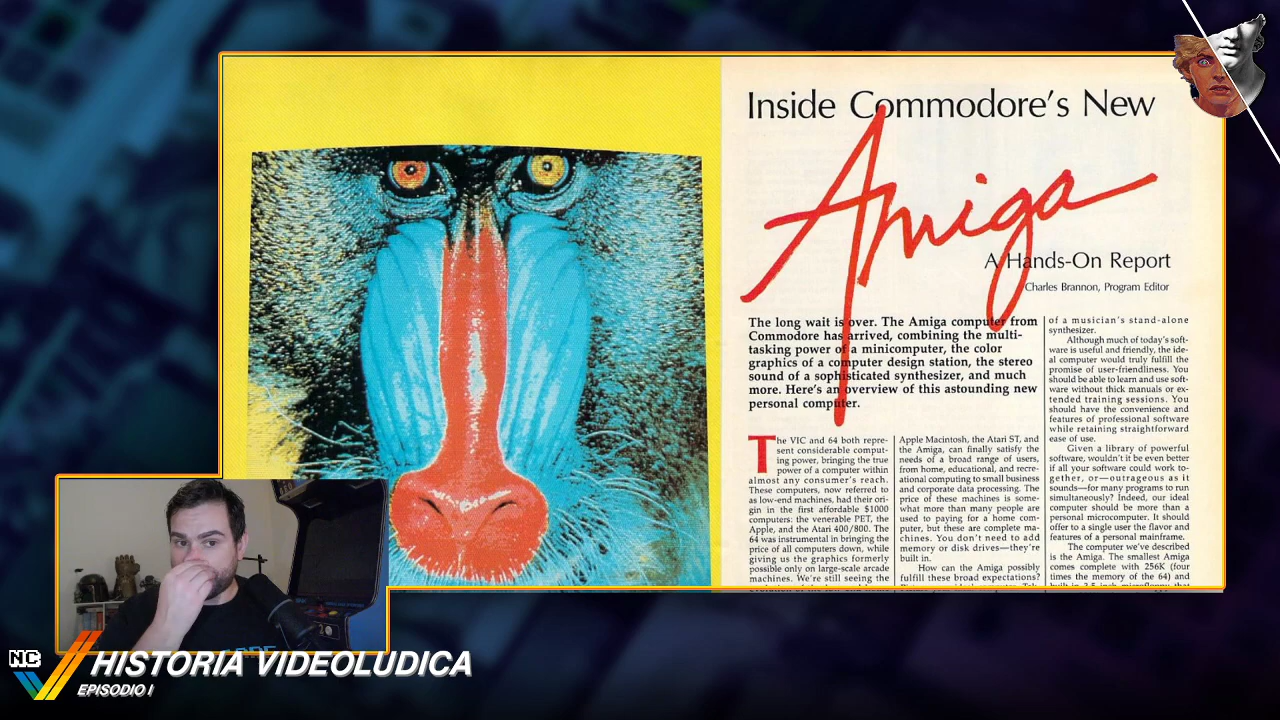 Inside Commodore's New
Amiga
A Hands-On Report
Charles Brannon, Program Editor
The long wait is over. The Amiga computer from
Commodore has arrived, combining the multi-
tasking power of a minicomputer, the color
graphics of a computer design station, the stereo
sound of a sophisticated synthesizer, and much
more. Here's an overview of this astounding new
personal computer.
The VIC and 64 both repre-
sent considerable comput-
ing power, bringing the true
power of a computer within
almost any consumer's reach.
These computers, now referred to
as low-end machines, had their ori-
gin in the first affordable $1000
computers: the venerable PET, the
Apple, and the Atari 400/800. The
64 was instrumental in bringing the
price of all computers down, while
giving us the graphics formerly
possible only on large-scale arcade
machines. We're still seeing the
Apple Macintosh, the Atari ST, and
the Amiga, can finally satisfy the
needs of a broad range of users,
from home, educational, and recre-
ational computing to small business
and corporate data processing. The
price of these machines is some-
what more than many people are
used to paying for a home com-
puter, but these are complete ma-
chines. You don't need to add
memory or disk drives—they're
built in.
How can the Amiga possibly
fulfill these broad expectations?
of a musician's stand-alone
synthesizer.
Although much of today's soft-
ware is useful and friendly, the ide-
al computer would truly fulfill the
promise of user-friendliness. You
should be able to learn and use soft-
ware without thick manuals or ex-
tended training sessions. You
should have the convenience and
features of professional software
while retaining straightforward
ease of use.
Given a library of powerful
software, wouldn't it be even better
if all your software could work to-
gether, or—outrageous as it
sounds—for many programs to run
simultaneously? Indeed, our ideal
computer should be more than a
personal microcomputer. It should
offer to a single user the flavor and
features of a personal mainframe.
The computer we've described
is the Amiga. The smallest Amiga
comes complete with 256K (four
times the memory of the 64) and
NC
HISTORIA VIDEOLUDICA
EPISODIO I